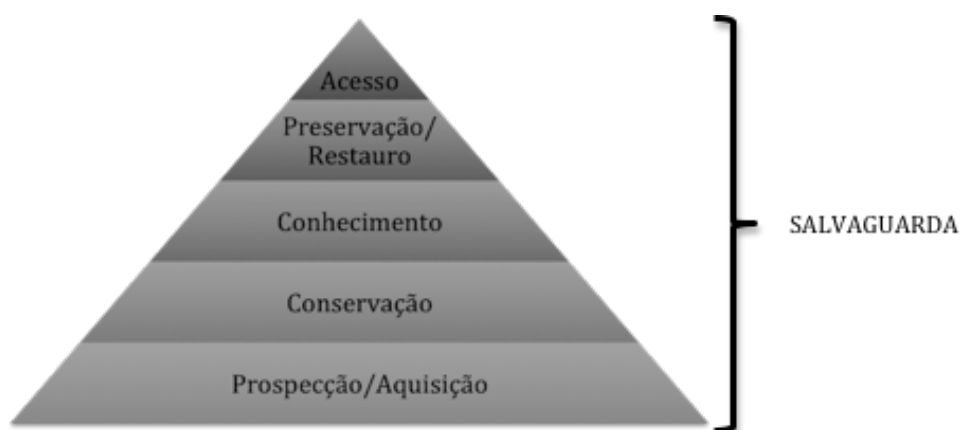 Acesso
Preservação/
Restauro
Conhecimento
SALVAGUARDA
Conservação
Prospecção/Aquisição